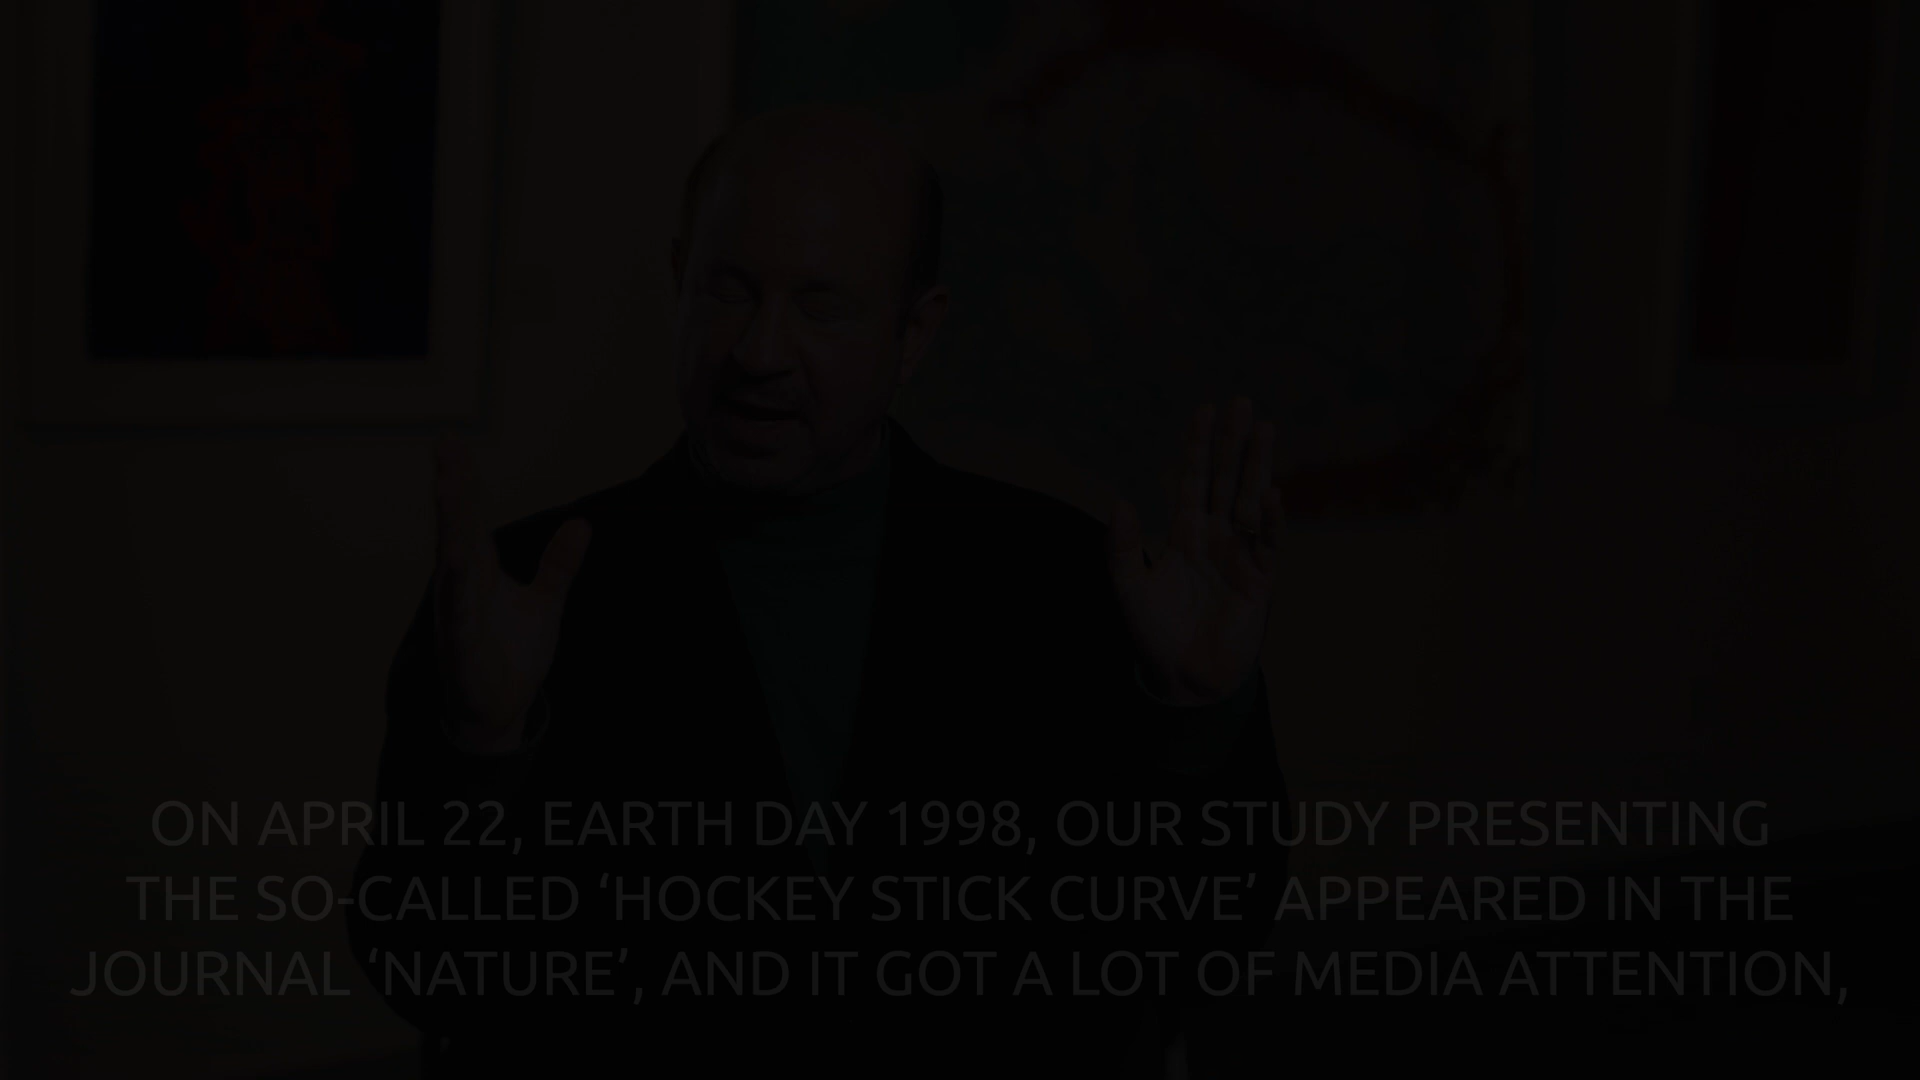 ON APRIL 22, EARTH DAY 1998, OUR STUDY PRESENTING
THE SO-CALLED ‘HOCKEY STICK CURVE’ APPEARED IN THE
JOURNAL ‘NATURE’, AND IT GOT A LOT OF MEDIA ATTENTION,